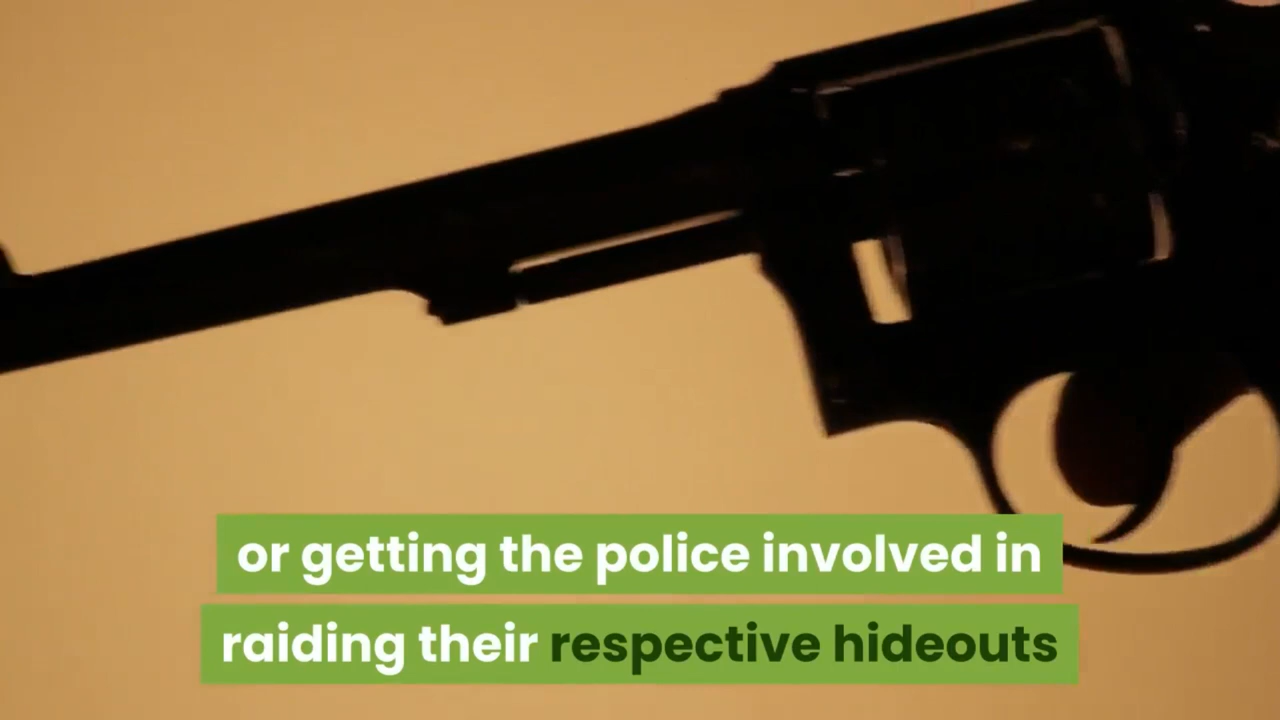 or getting the police involved in
raiding their respective hideouts